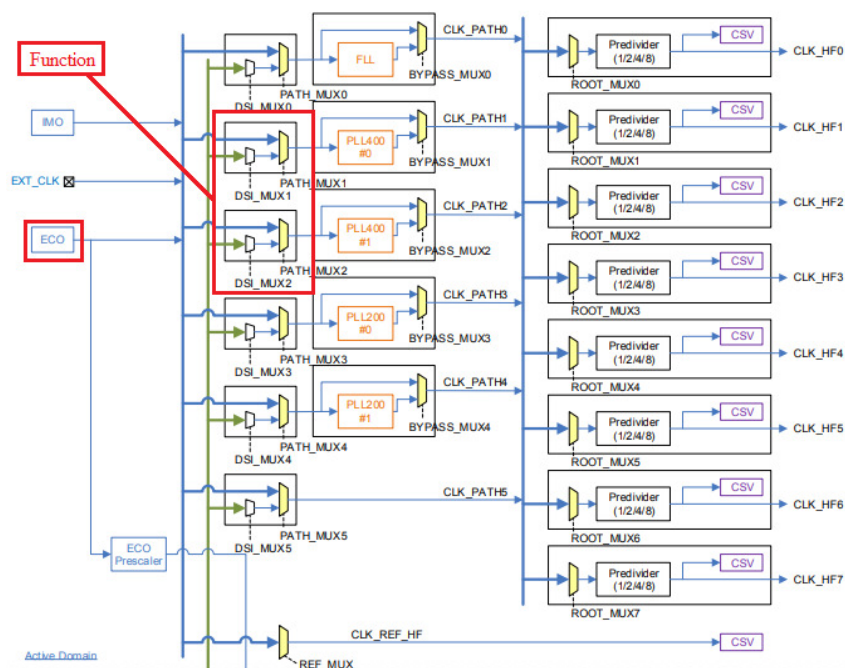 Function
IMO
EXT_CLK
ECO
ECO
Prescaler
Active Domain
DSI_MUX0
PATH_MUX0
FLL
BYPASS_MUX0
CLK_PATH0
DSI_MUX1
PATH_MUX1
PLL400
#0
BYPASS_MUX1
CLK_PATH1
DSI_MUX2
PATH_MUX2
PLL400
#1
BYPASS_MUX2
CLK_PATH2
DSI_MUX3
PATH_MUX3
PLL200
#0
BYPASS_MUX3
CLK_PATH3
DSI_MUX4
PATH_MUX4
PLL200
#1
BYPASS_MUX4
CLK_PATH4
DSI_MUX5
PATH_MUX5
CLK_PATH5
REF_MUX
CLK_REF_HF
CSV
ROOT_MUX0
Predivider
(1/2/4/8)
CSV
CLK_HF0
ROOT_MUX1
Predivider
(1/2/4/8)
CSV
CLK_HF1
ROOT_MUX2
Predivider
(1/2/4/8)
CSV
CLK_HF2
ROOT_MUX3
Predivider
(1/2/4/8)
CSV
CLK_HF3
ROOT_MUX4
Predivider
(1/2/4/8)
CSV
CLK_HF4
ROOT_MUX5
Predivider
(1/2/4/8)
CSV
CLK_HF5
ROOT_MUX6
Predivider
(1/2/4/8)
CSV
CLK_HF6
ROOT_MUX7
Predivider
(1/2/4/8)
CSV
CLK_HF7